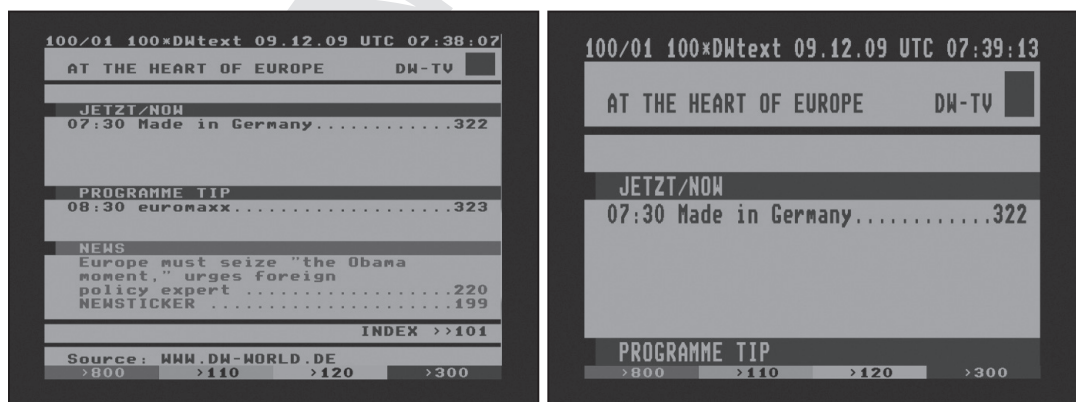 100/01 100*DWtext 09.12.09 UTC 07:38:07
AT THE HEART OF EUROPE DW-TV
JETZT/NOW
07:30 Made in Germany............322
PROGRAMME TIP
08:30 euromaxx...................323
NEWS
Europe must seize "the Obama
moment," urges foreign
policy expert ...................220
NEWSTICKER ......................199
INDEX >>101
Source: WWW.DW-WORLD.DE
>800 >110 >120 >300
100/01 100*DWtext 09.12.09 UTC 07:39:13
AT THE HEART OF EUROPE DW-TV
JETZT/NOW
07:30 Made in Germany............322
PROGRAMME TIP
>800 >110 >120 >300